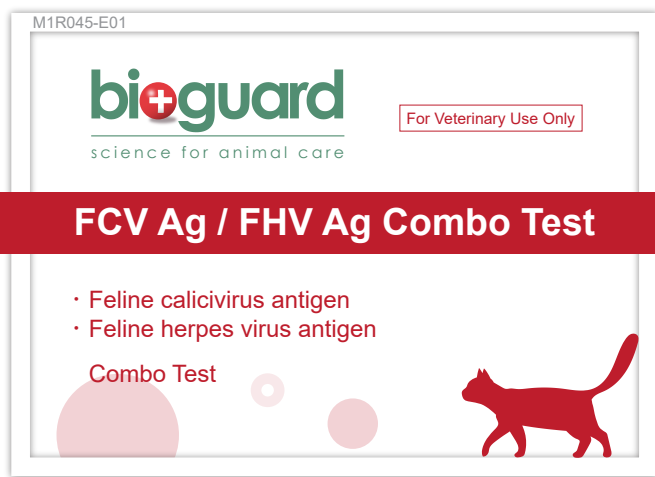 M1R045-E01
bioguard
science for animal care
For Veterinary Use Only
FCV Ag / FHV Ag Combo Test
・Feline calicivirus antigen
・Feline herpes virus antigen
Combo Test